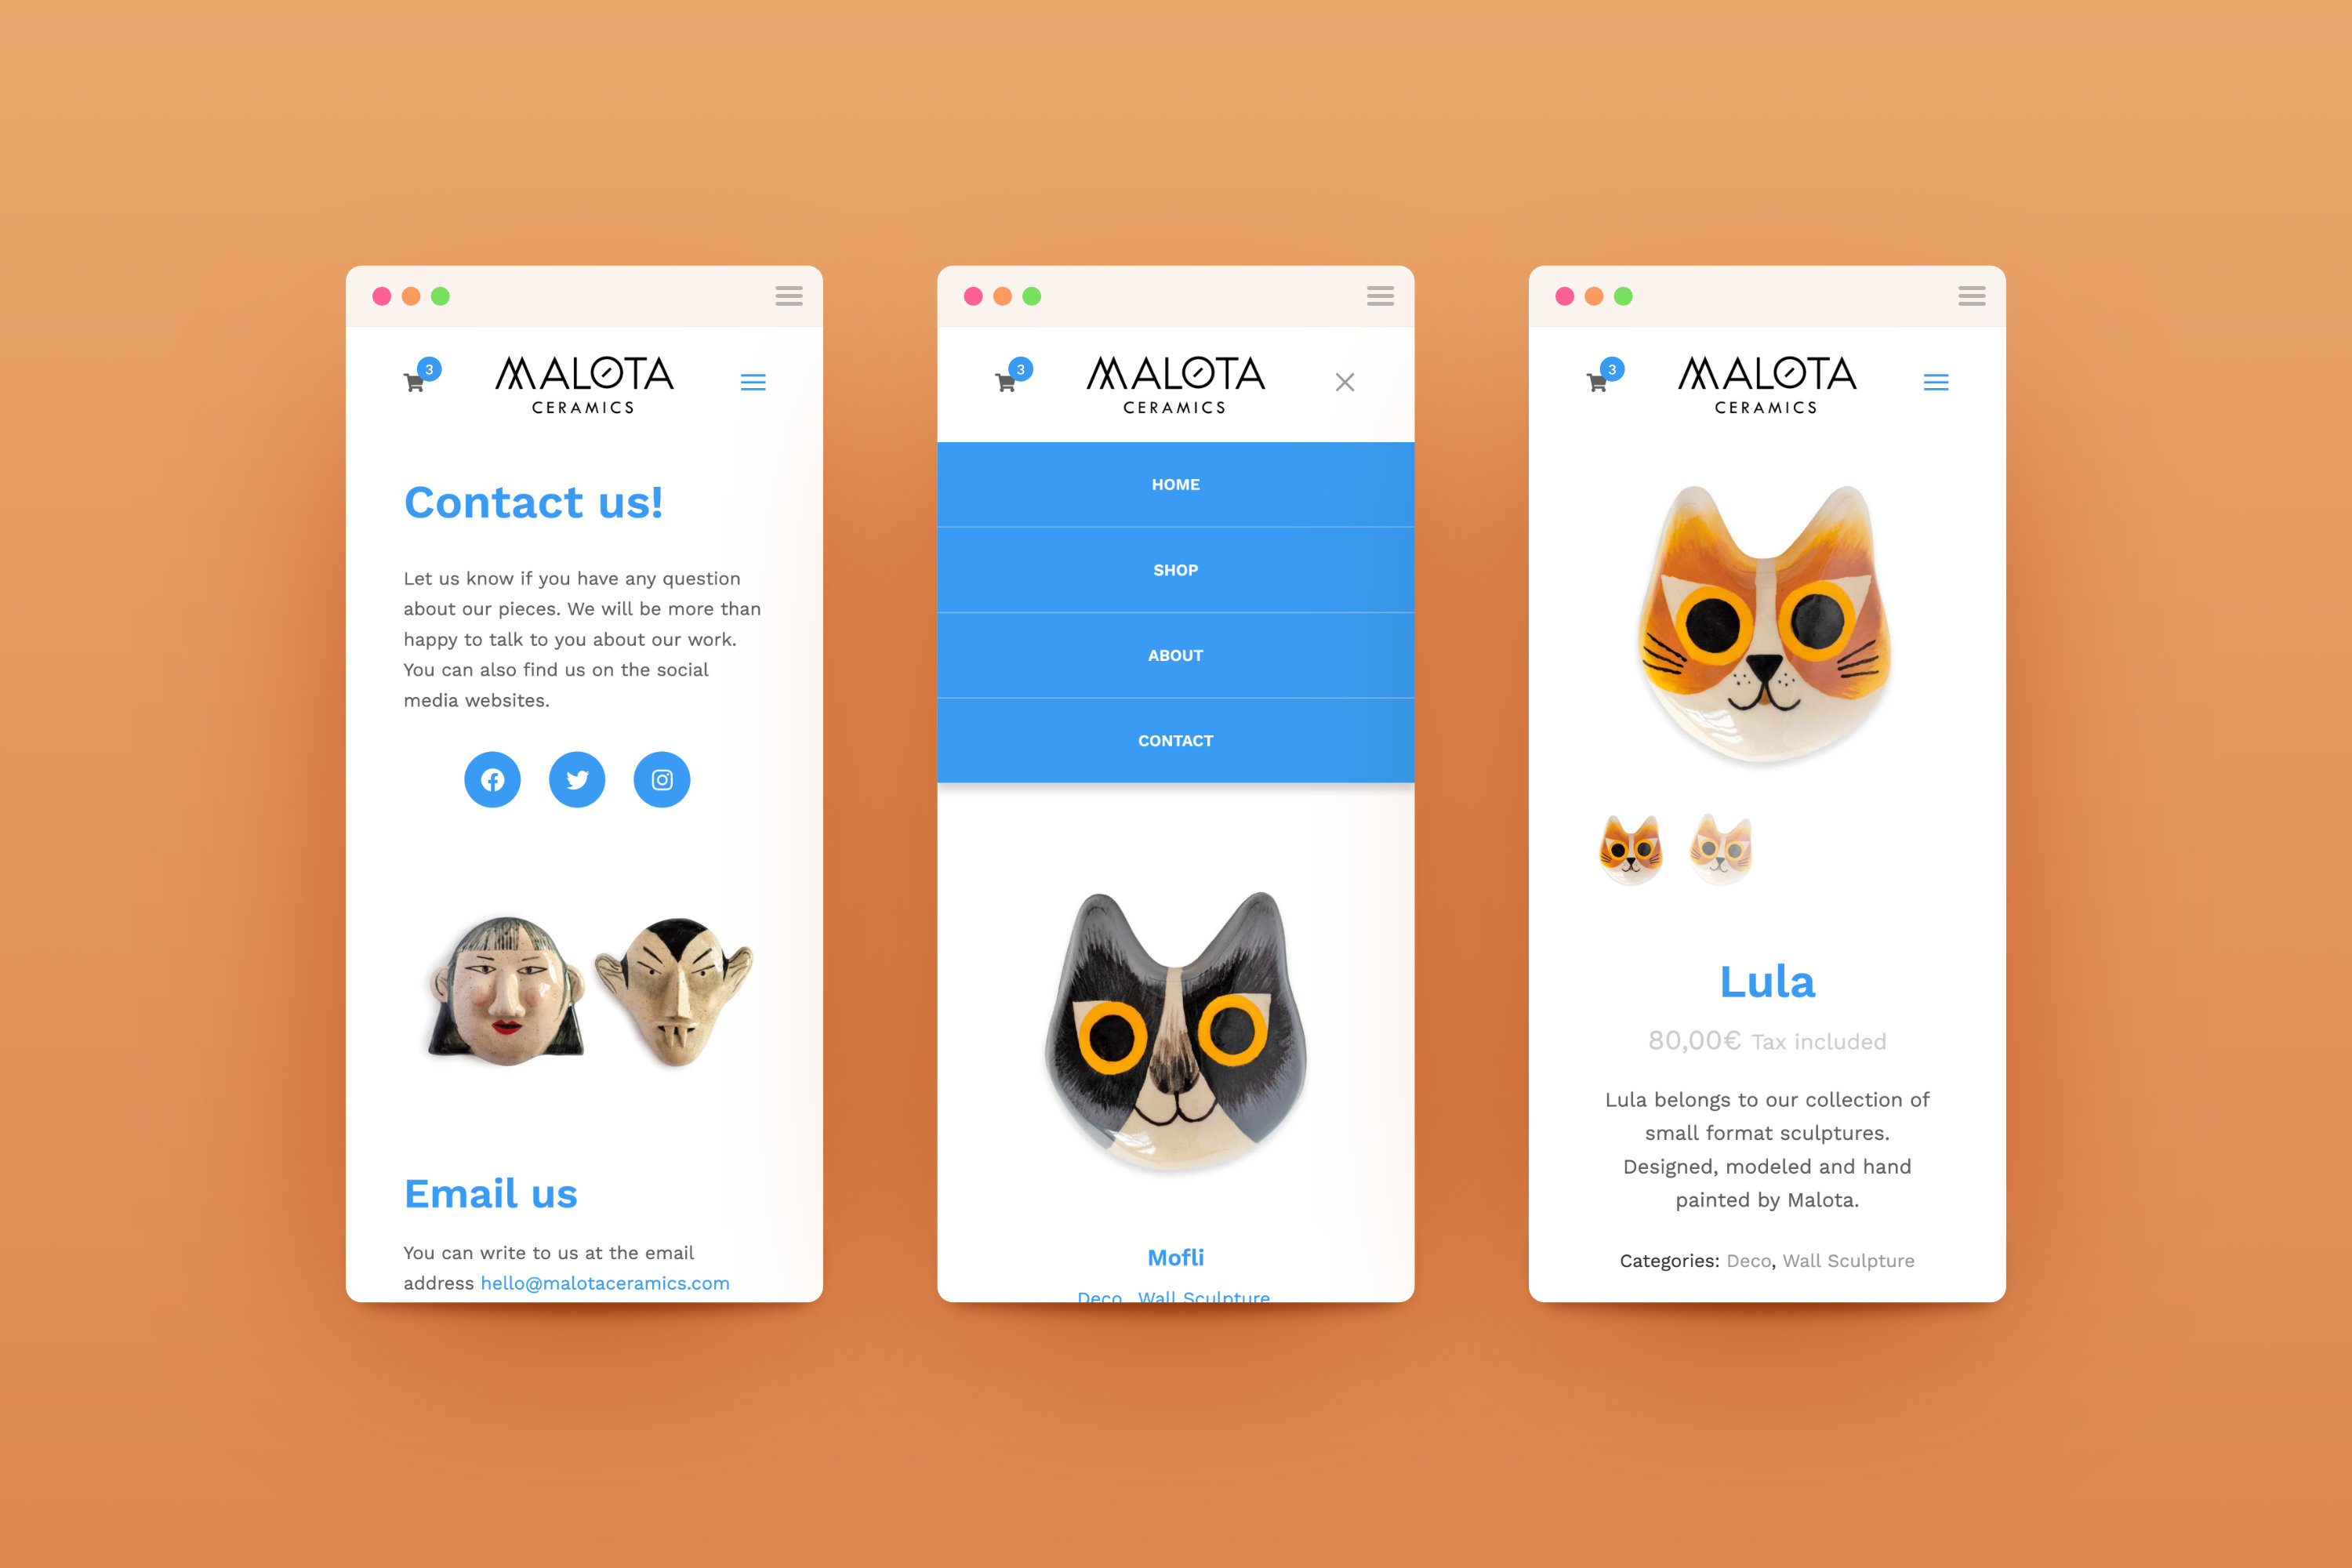 3
MALOTA
CERAMICS
Contact us!
Let us know if you have any question
about our pieces. We will be more than
happy to talk to you about our work.
You can also find us on the social
media websites.
Email us
You can write to us at the email
address hello@malotaceramics.com
3
MALOTA
CERAMICS
HOME
SHOP
ABOUT
CONTACT
Mofli
Deco, Wall Sculpture
3
MALOTA
CERAMICS
Lula
80,00€ Tax included
Lula belongs to our collection of
small format sculptures.
Designed, modeled and hand
painted by Malota.
Categories: Deco, Wall Sculpture